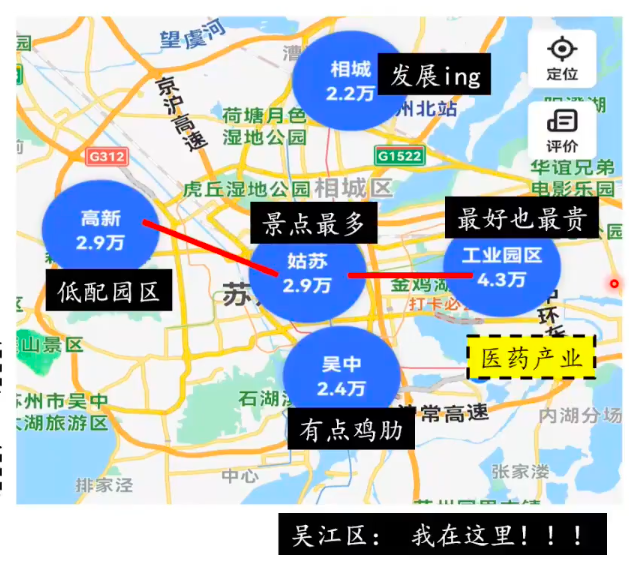 望虞河
相城
2.2万
发展ing
定位
京沪高速
荷塘月色
湿地公园
州北站
评价
G312
G1522
华谊兄弟
电影乐园
虎丘湿地公园
相城区
高新
2.9万
景点最多
最好也最贵
姑苏
2.9万
工业园区
4.3万
低配园区
苏
金鸡湖
打卡必
中环东
山景区
吴中
2.4万
医药产业
苏州市吴中
太湖旅游区
石湖
常高速
有点鸡肋
内湖分场
中心
排家泾
张家溇
吴江区: 我在这里!!!